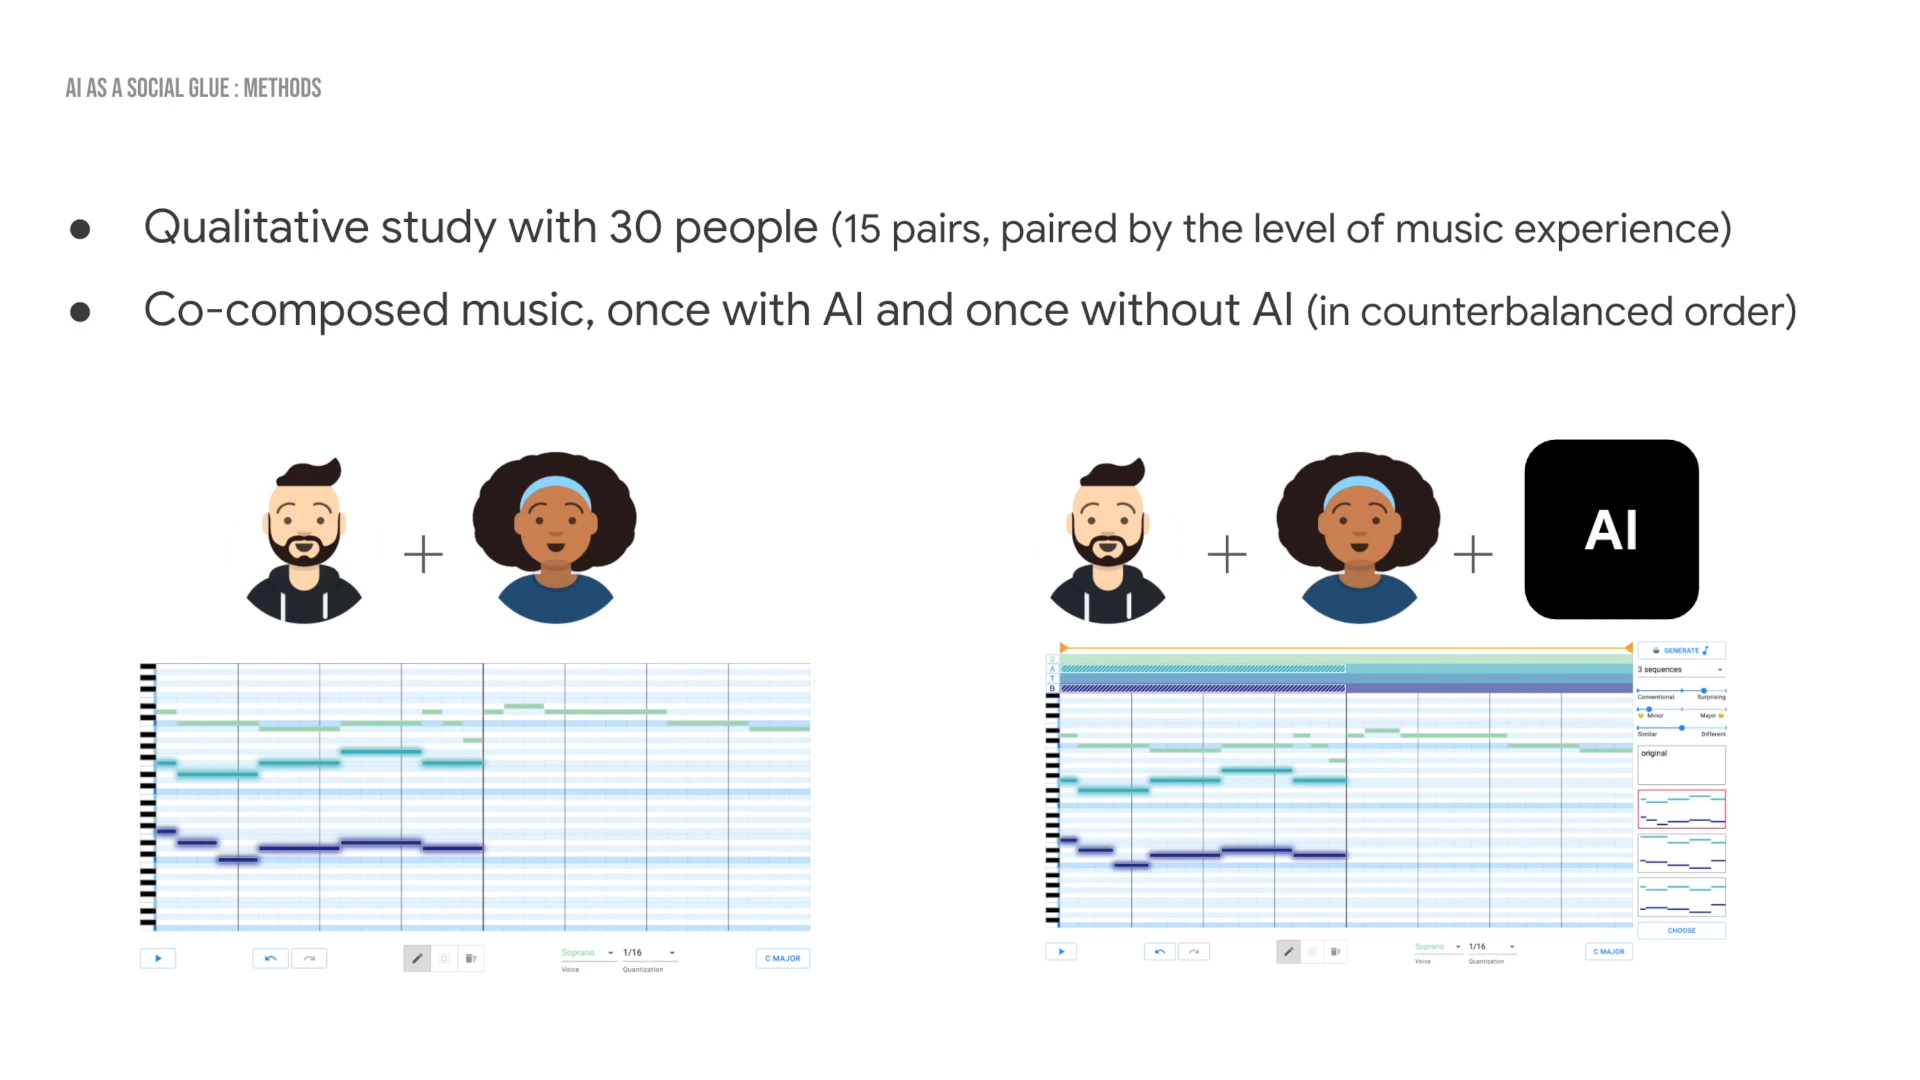 AI AS A SOCIAL GLUE : METHODS
● Qualitative study with 30 people (15 pairs, paired by the level of music experience)
● Co-composed music, once with AI and once without AI (in counterbalanced order)
AI
Soprano
1/16
Voice
Quantization
C MAJOR
S
A
T
B
GENERATE
3 sequences
Conventional Surprising
Minor Major
Similar Different
original
CHOOSE
Soprano
1/16
Voice
Quantization
C MAJOR